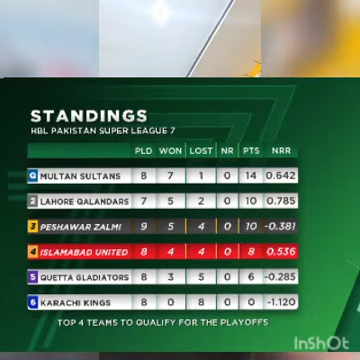 STANDINGS
HBL PAKISTAN SUPER LEAGUE 7
PLD WON LOST NR PTS NRR
Q MULTAN SULTANS 8 7 1 0 14 0.642
2 LAHORE QALANDARS 7 5 2 0 10 0.785
3 PESHAWAR ZALMI 9 5 4 0 10 -0.381
4 ISLAMABAD UNITED 8 4 4 0 8 0.536
5 QUETTA GLADIATORS 8 3 5 0 6 -0.285
6 KARACHI KINGS 8 0 8 0 0 -1.120
TOP 4 TEAMS TO QUALIFY FOR THE PLAYOFFS
InShOt